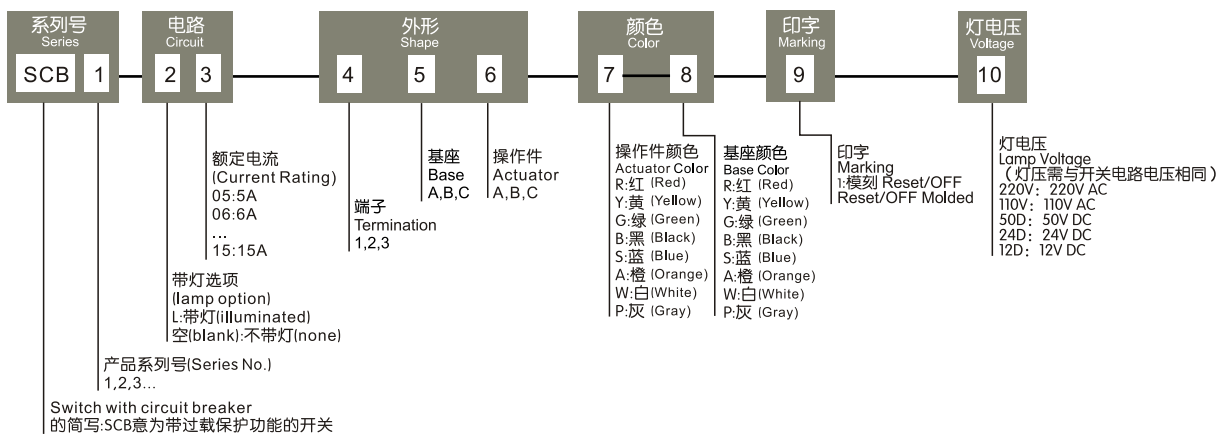 系列号
Series
SCB 1
电路
Circuit
2 3
外形
Shape
4 5 6
颜色
Color
7 8
印字
Marking
9
灯电压
Voltage
10
额定电流
(Current Rating)
05:5A
06:6A
...
15:15A
端子
Termination
1,2,3
基座
Base
A,B,C
操作件
Actuator
A,B,C
操作件颜色
Actuator Color
R:红 (Red)
Y:黄 (Yellow)
G:绿 (Green)
B:黑 (Black)
S:蓝 (Blue)
A:橙 (Orange)
W:白(White)
P:灰 (Gray)
基座颜色
Base Color
R:红 (Red)
Y:黄 (Yellow)
G:绿 (Green)
B:黑 (Black)
S:蓝 (Blue)
A:橙 (Orange)
W:白(White)
P:灰 (Gray)
印字
Marking
1:模刻 Reset/OFF
Reset/OFF Molded
灯电压
Lamp Voltage
（灯压需与开关电路电压相同）
220V：220V AC
110V：110V AC
50D：50V DC
24D：24V DC
12D：12V DC
带灯选项
(lamp option)
L:带灯(illuminated)
空(blank):不带灯(none)
产品系列号(Series No.)
1,2,3...
Switch with circuit breaker
的简写:SCB意为带过载保护功能的开关